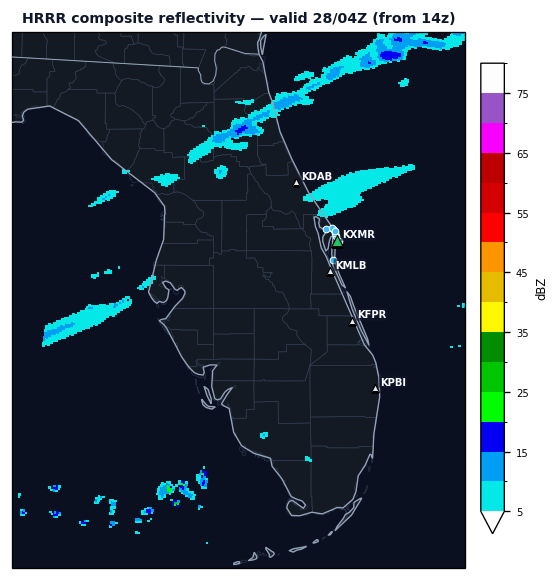 HRRR composite reflectivity — valid 28/04Z (from 14z)
75
65
55
45
35
25
15
5
dBZ
KDAB
KXMR
KMLB
KFPR
KPBI